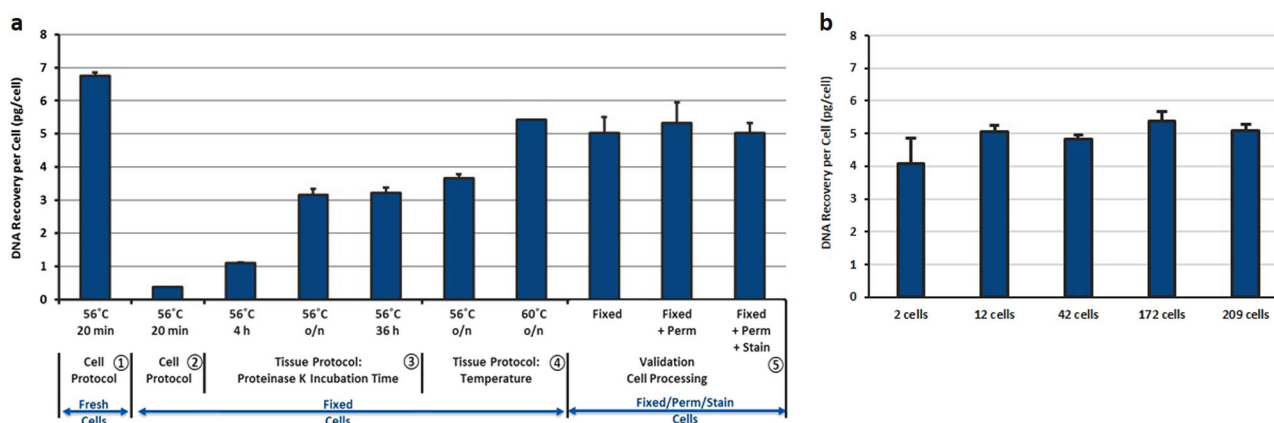 a
DNA Recovery per Cell (pg/cell)
8
7
6
5
4
3
2
1
0
56°C 56°C 56°C 56°C 56°C 56°C 60°C Fixed Fixed Fixed
20 min 20 min 4 h o/n 36 h o/n o/n + Perm + Perm
+ Stain
Cell ① Cell ② Tissue Protocol: ③ Tissue Protocol: ④ Validation ⑤
Protocol Protocol Proteinase K Incubation Time Temperature Cell Processing
Fresh Fixed Fixed/Perm/Stain
Cells Cells Cells
b
DNA Recovery per Cell (pg/cell)
8
7
6
5
4
3
2
1
0
2 cells 12 cells 42 cells 172 cells 209 cells